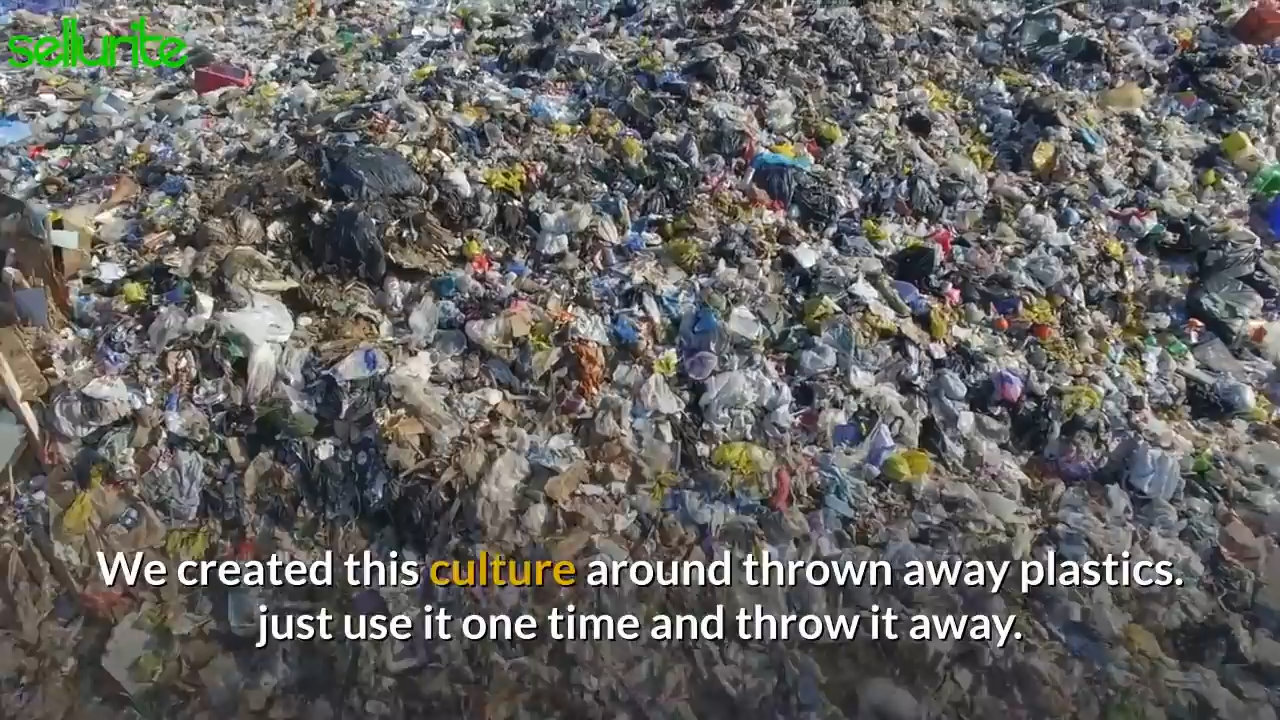 sellurite
We created this culture around thrown away plastics.
just use it one time and throw it away.